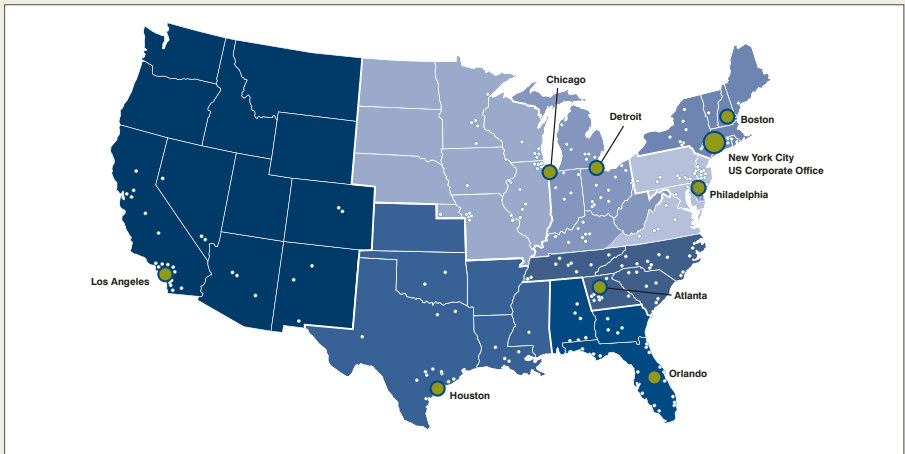 Chicago
Detroit
Boston
New York City
US Corporate Office
Philadelphia
Los Angeles
Atlanta
Orlando
Houston